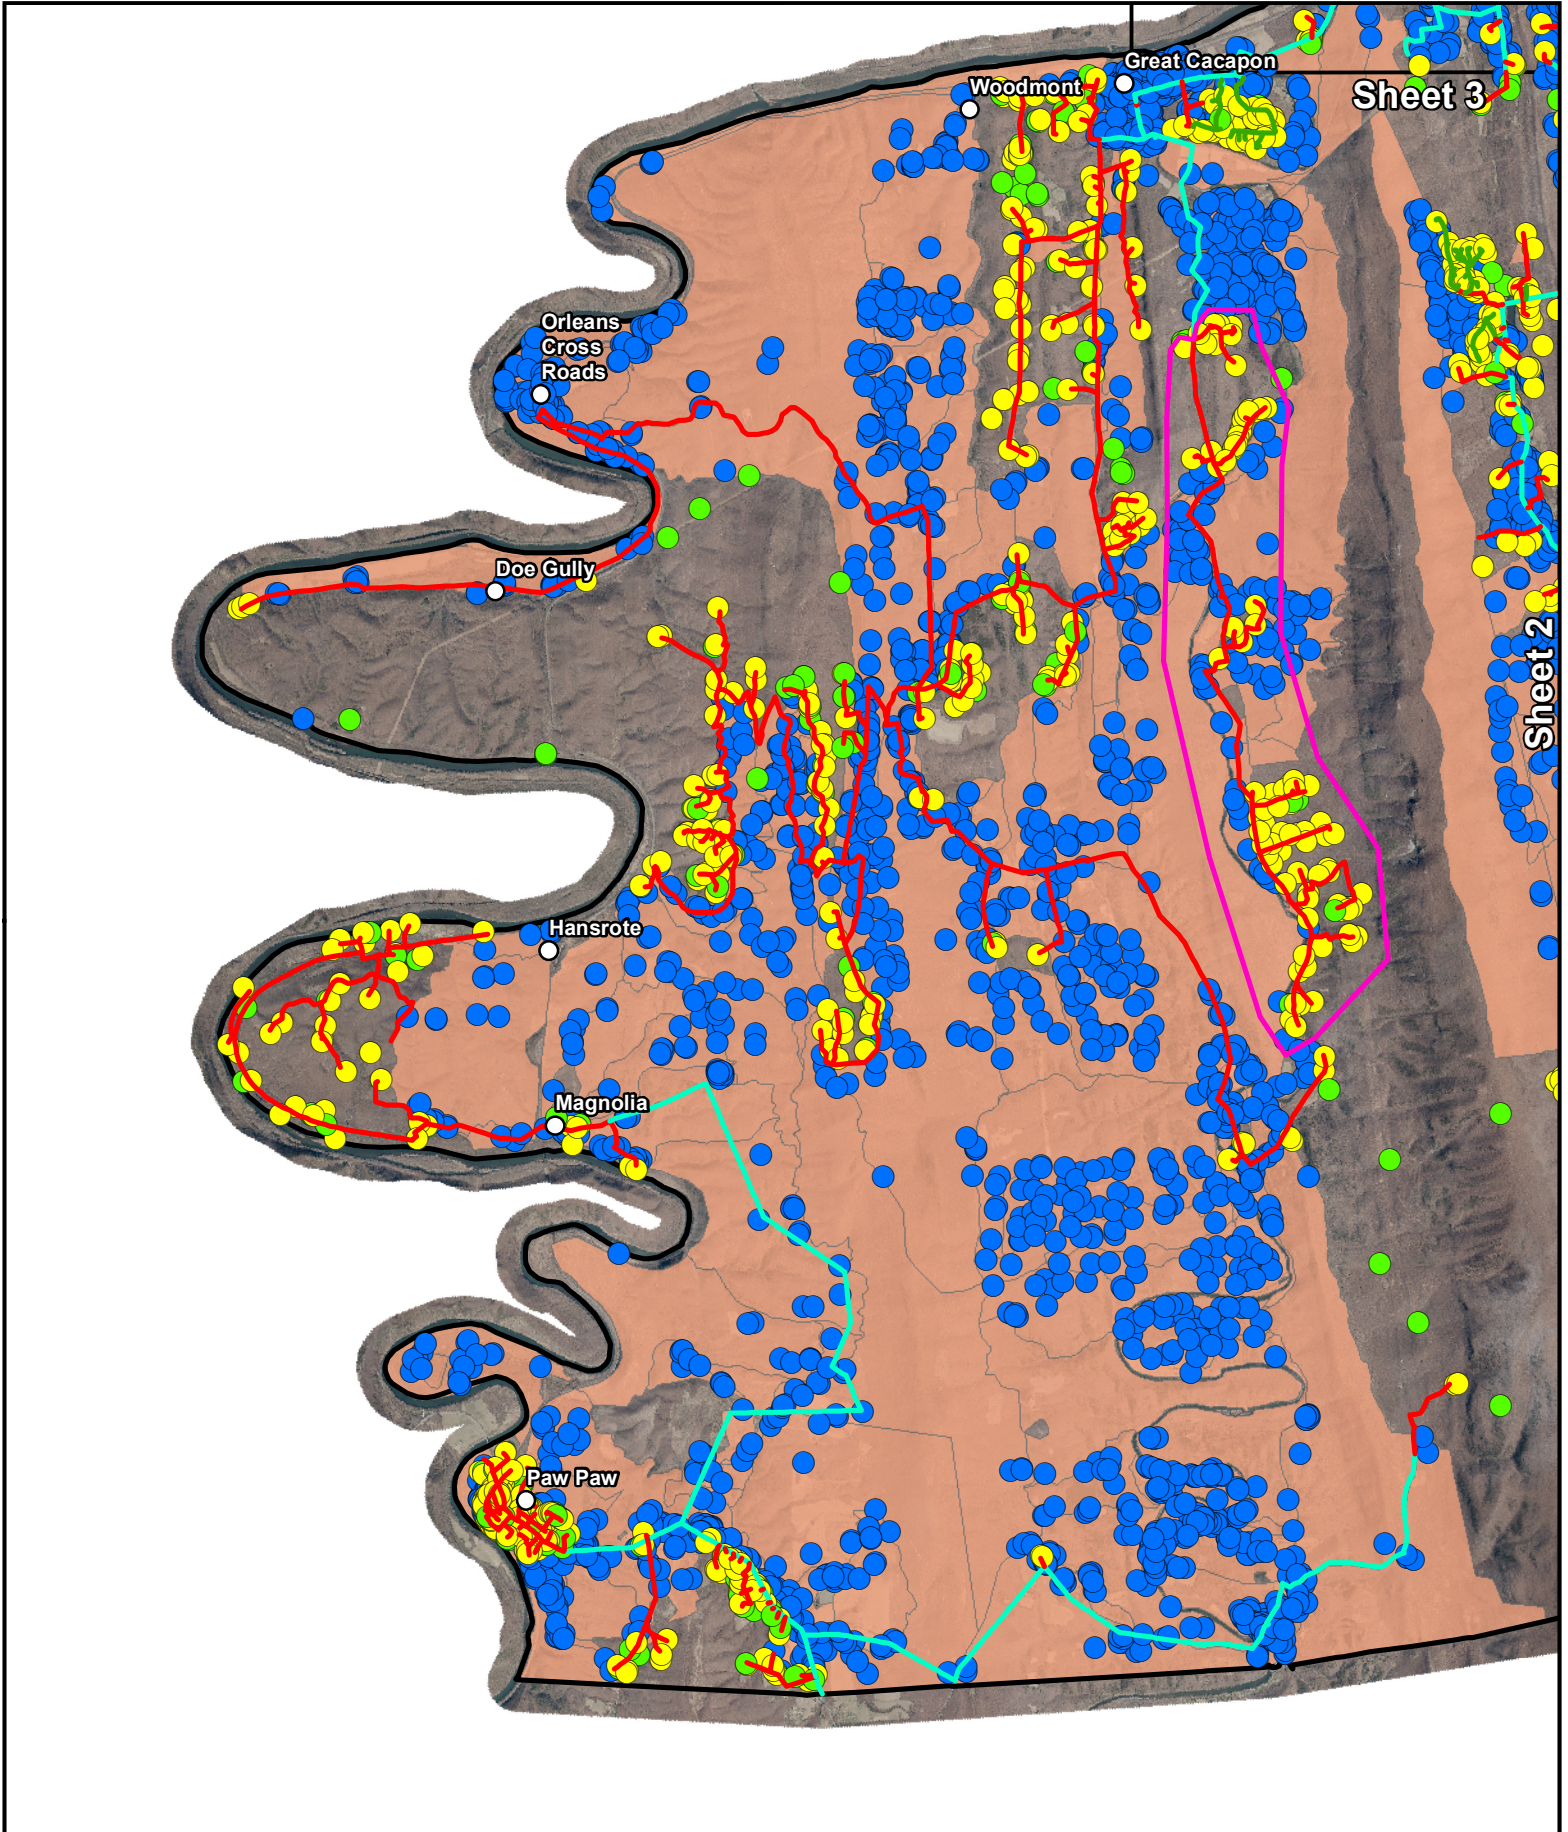 Great Cacapon
Woodmont
Sheet 3
Orleans
Cross
Roads
Doe Gully
Sheet 2
Hansrote
Magnolia
Paw Paw